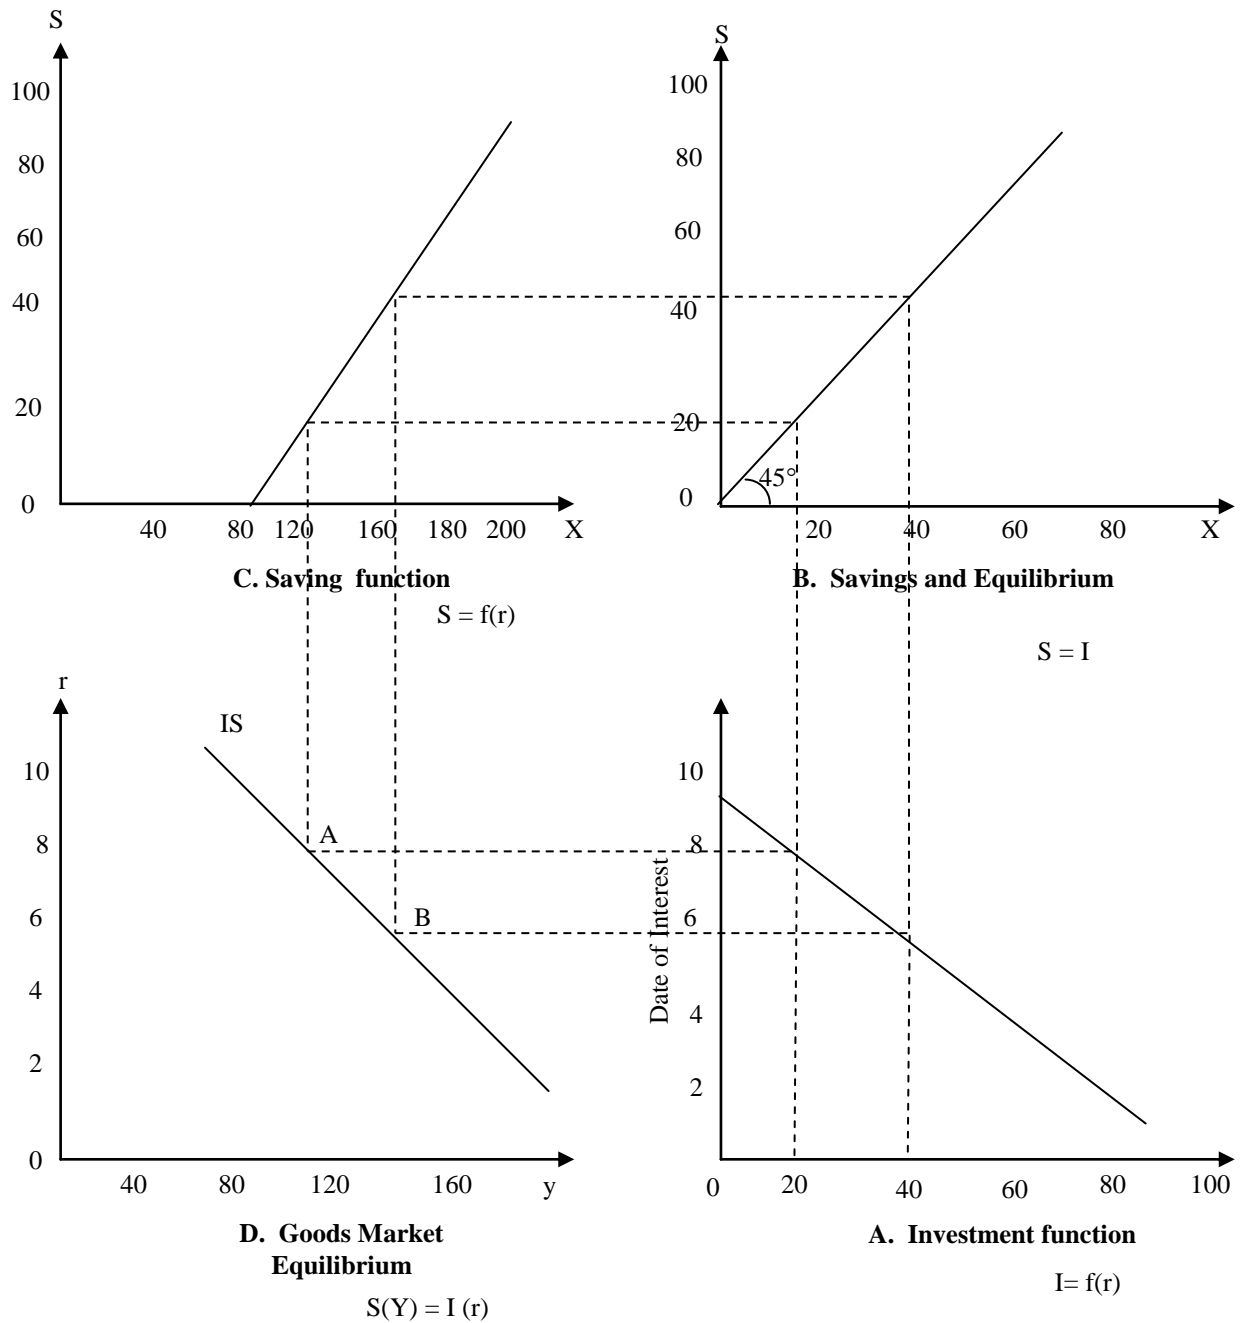 S
100
80
60
40
20
0
40 80 120 160 180 200 X
C. Saving function
S = f(r)
S
100
80
60
40
20
0
45°
20 40 60 80 X
B. Savings and Equilibrium
S = I
r
IS
10
8
A
6
B
4
2
0
40 80 120 160 y
D. Goods Market
Equilibrium
S(Y) = I (r)
10
8
6
4
2
Date of Interest
0 20 40 60 80 100
A. Investment function
I= f(r)